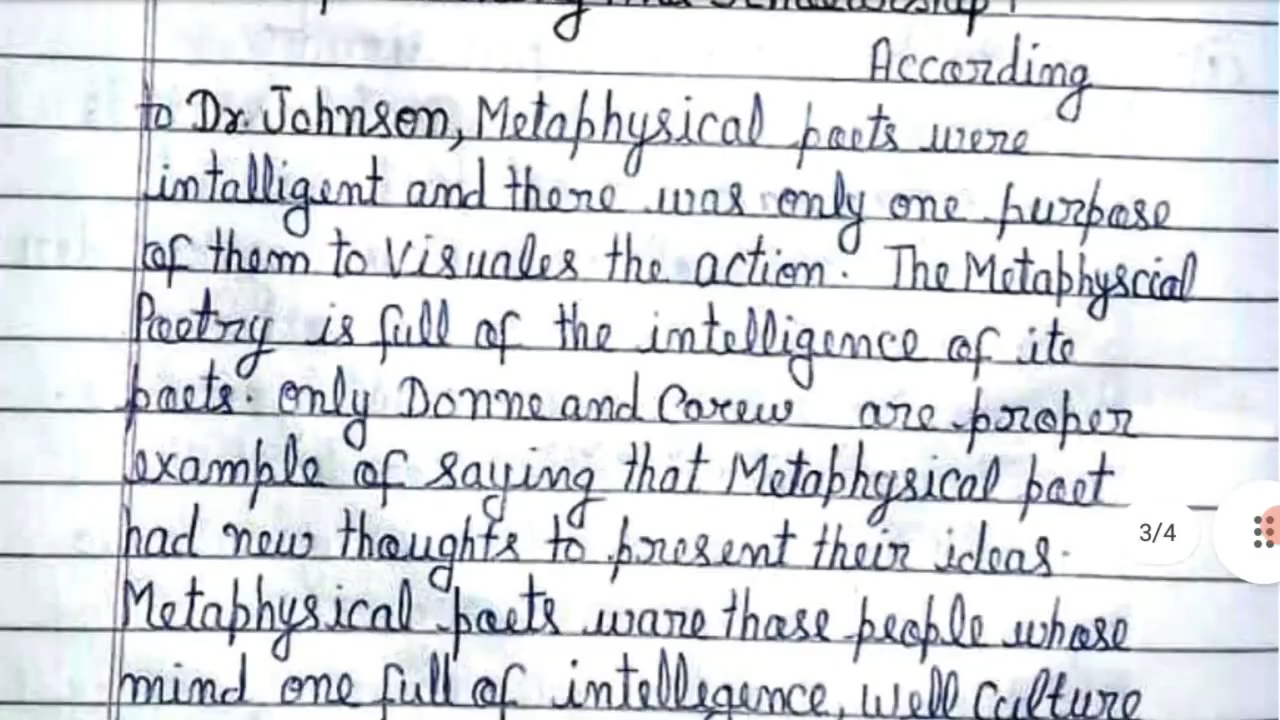 According
to Dr. Johnson, Metaphysical poets were
intalligent and there was only one purpose
of them to Visuales the action. The Metaphyscial
Poetry is full of the intelligence of its
poets. only Donne and Carew are proper
example of saying that Metaphysical poet
had new thoughts to present their ideas.
3/4
Metaphysical poets ware those people whose
mind one full of intellegence, well Culture